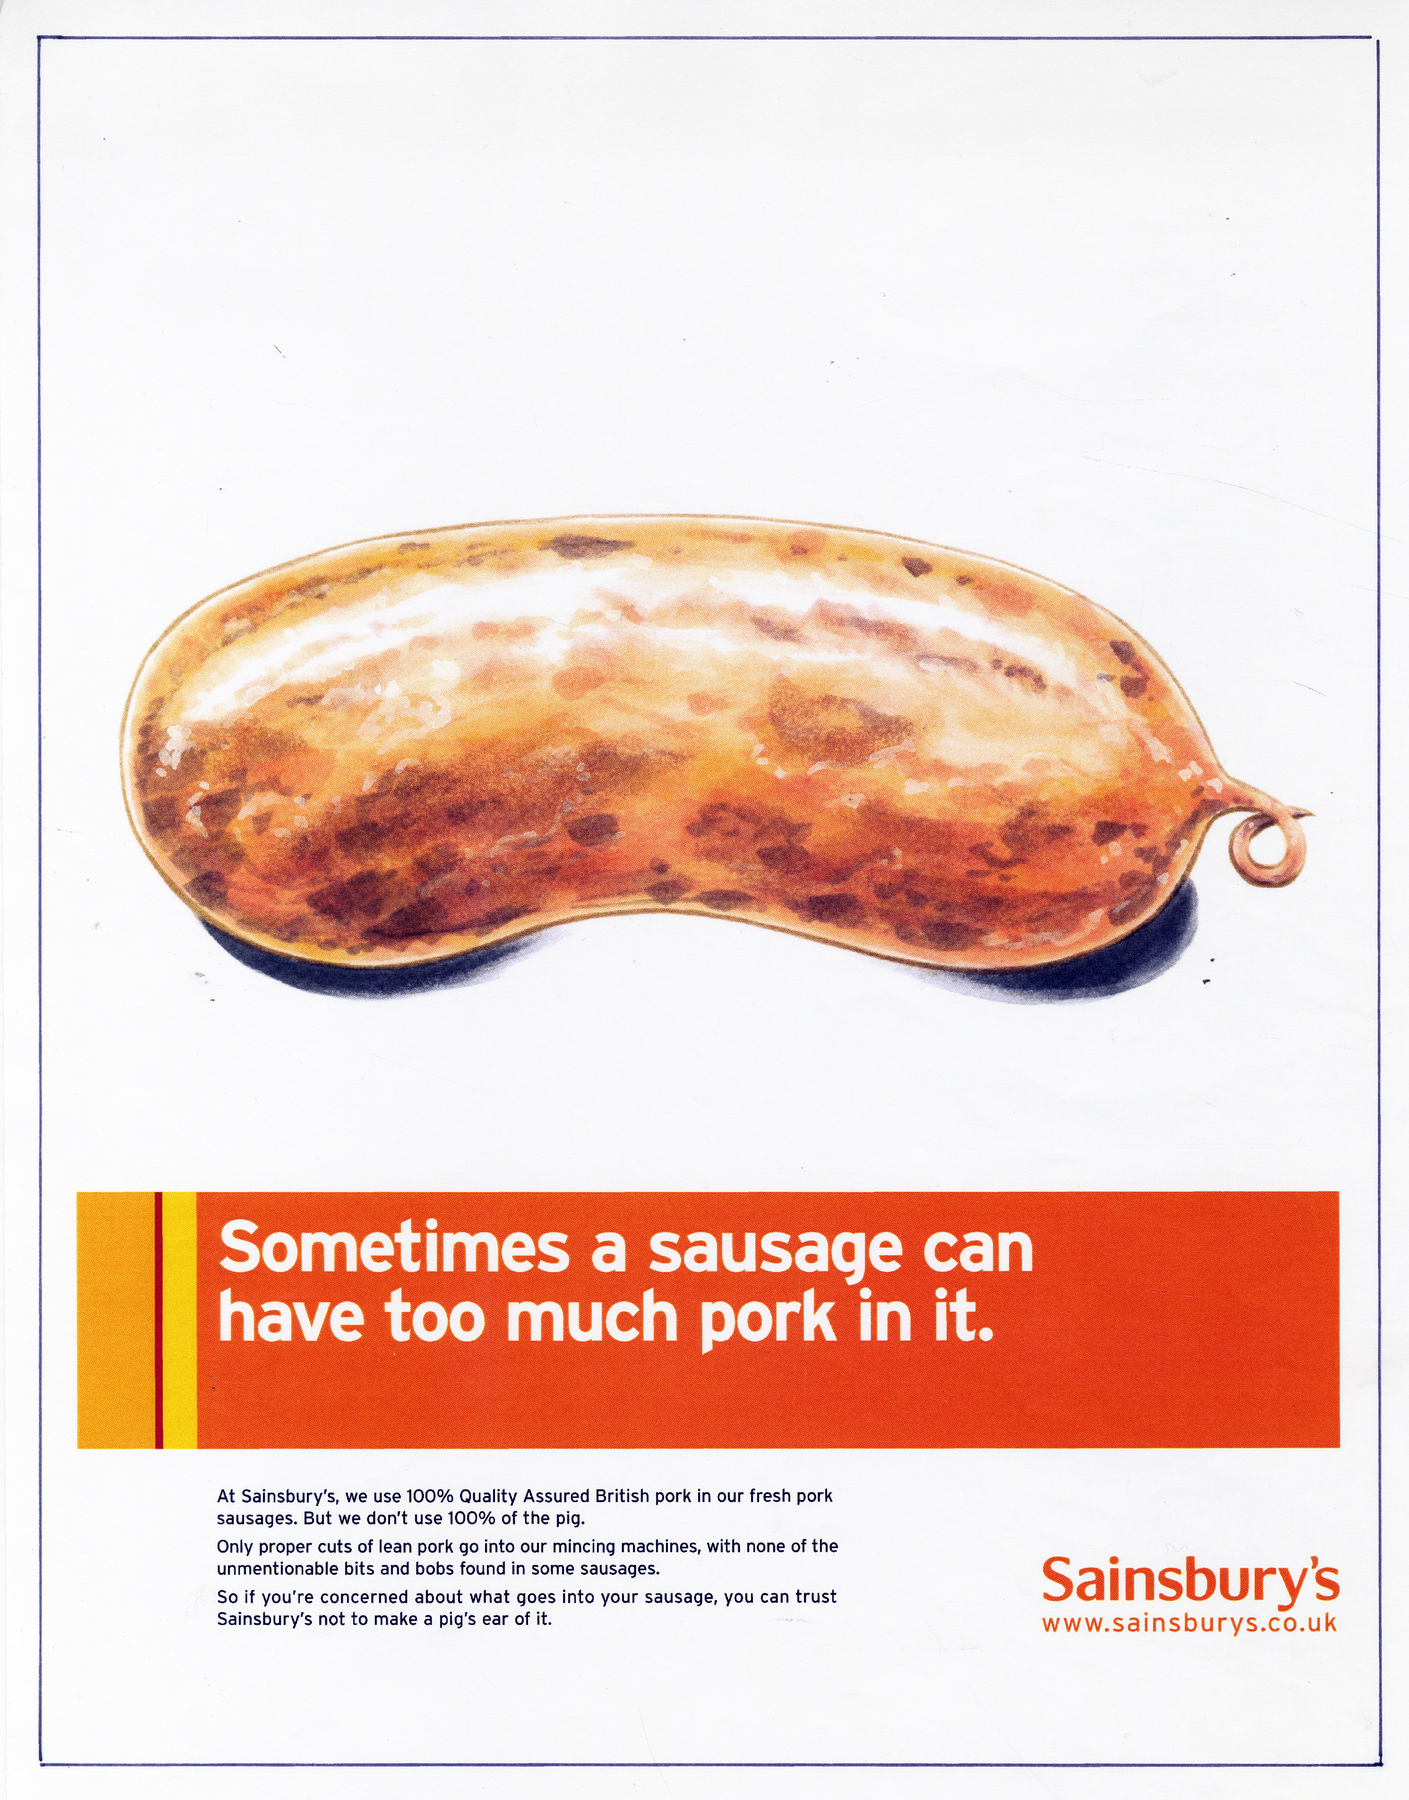 Sometimes a sausage can
have too much pork in it.
At Sainsbury's, we use 100% Quality Assured British pork in our fresh pork
sausages. But we don't use 100% of the pig.
Only proper cuts of lean pork go into our mincing machines, with none of the
unmentionable bits and bobs found in some sausages.
So if you're concerned about what goes into your sausage, you can trust
Sainsbury's not to make a pig's ear of it.
Sainsbury's
www.sainsburys.co.uk